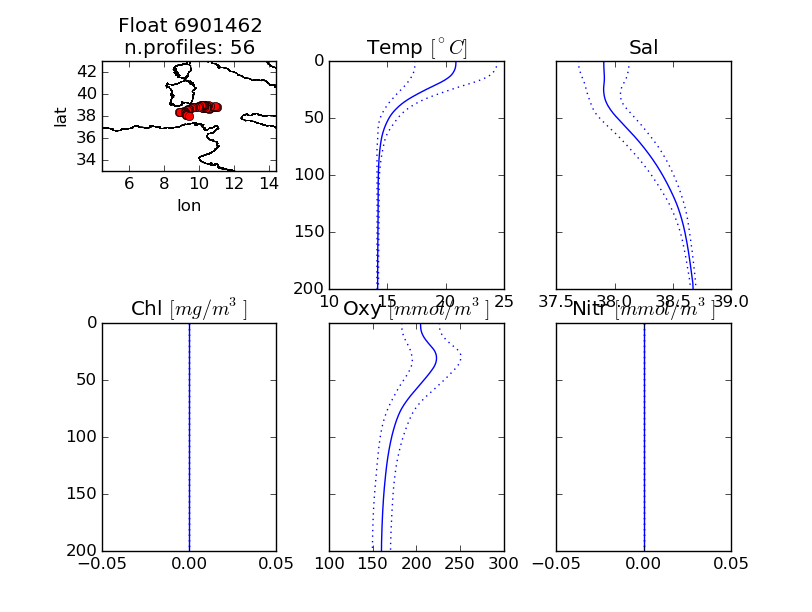 Float 6901462
n.profiles: 56
Temp [°C]
Sal
42
40
38
36
34
lat
6 8 10 12 14
lon
0
50
100
150
200
10 15 20 25
37.5 38.0 38.5 39.0
Chl [mg/m³ ]
Oxy [mmol/m³ ]
Nitr [mmol/m³ ]
0
50
100
150
200
−0.05 0.00 0.05
100 150 200 250 300
−0.05 0.00 0.05